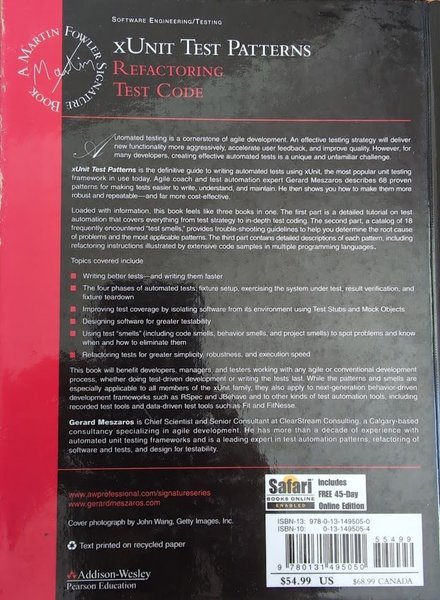 SOFTWARE ENGINEERING/TESTING
A MARTIN FOWLER SIGNATURE BOOK
Martin
XUNIT TEST PATTERNS
REFACTORING
TEST CODE
Automated testing is a cornerstone of agile development. An effective testing strategy will deliver
new functionality more aggressively, accelerate user feedback, and improve quality. However, for
many developers, creating effective automated tests is a unique and unfamiliar challenge.
xUnit Test Patterns is the definitive guide to writing automated tests using xUnit, the most popular unit testing
framework in use today. Agile coach and test automation expert Gerard Meszaros describes 68 proven
patterns for making tests easier to write, understand, and maintain. He then shows you how to make them more
robust and repeatable—and far more cost-effective.
Loaded with information, this book feels like three books in one. The first part is a detailed tutorial on test
automation that covers everything from test strategy to in-depth test coding. The second part, a catalog of 18
frequently encountered "test smells," provides trouble-shooting guidelines to help you determine the root cause
of problems and the most applicable patterns. The third part contains detailed descriptions of each pattern, including
refactoring instructions illustrated by extensive code samples in multiple programming languages.
Topics covered include
Writing better tests—and writing them faster
The four phases of automated tests: fixture setup, exercising the system under test, result verification, and
fixture teardown
Improving test coverage by isolating software from its environment using Test Stubs and Mock Objects
Designing software for greater testability
Using test "smells" (including code smells, behavior smells, and project smells) to spot problems and know
when and how to eliminate them
Refactoring tests for greater simplicity, robustness, and execution speed
This book will benefit developers, managers, and testers working with any agile or conventional development
process, whether doing test-driven development or writing the tests last. While the patterns and smells are
especially applicable to all members of the xUnit family, they also apply to next-generation behavior-driven
development frameworks such as RSpec and JBehave and to other kinds of test automation tools, including
recorded test tools and data-driven test tools such as Fit and FitNesse.
Gerard Meszaros is Chief Scientist and Senior Consultant at ClearStream Consulting, a Calgary-based
consultancy specializing in agile development. He has more than a decade of experience with
automated unit testing frameworks and is a leading expert in test automation patterns, refactoring of
software and tests, and design for testability.
www.awprofessional.com/signatureseries
www.gerardmeszaros.com
Cover photograph by John Wang, Getty Images, Inc.
Text printed on recycled paper
Addison-Wesley
Pearson Education
Safari
BOOKS ONLINE
ENABLED
Includes
FREE 45-Day
Online Edition
ISBN-13: 978-0-13-149505-0
ISBN-10: 0-13-149505-4
55499
9 780131 495050
$54.99 US $68.99 CANADA